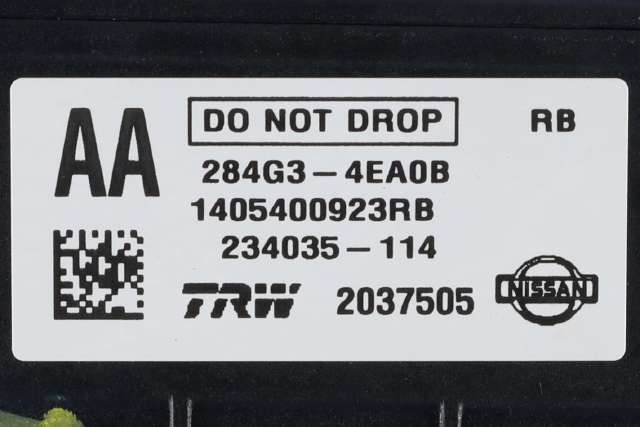 AA
DO NOT DROP
RB
284G3-4EA0B
1405400923RB
234035-114
TRW
2037505
NISSAN